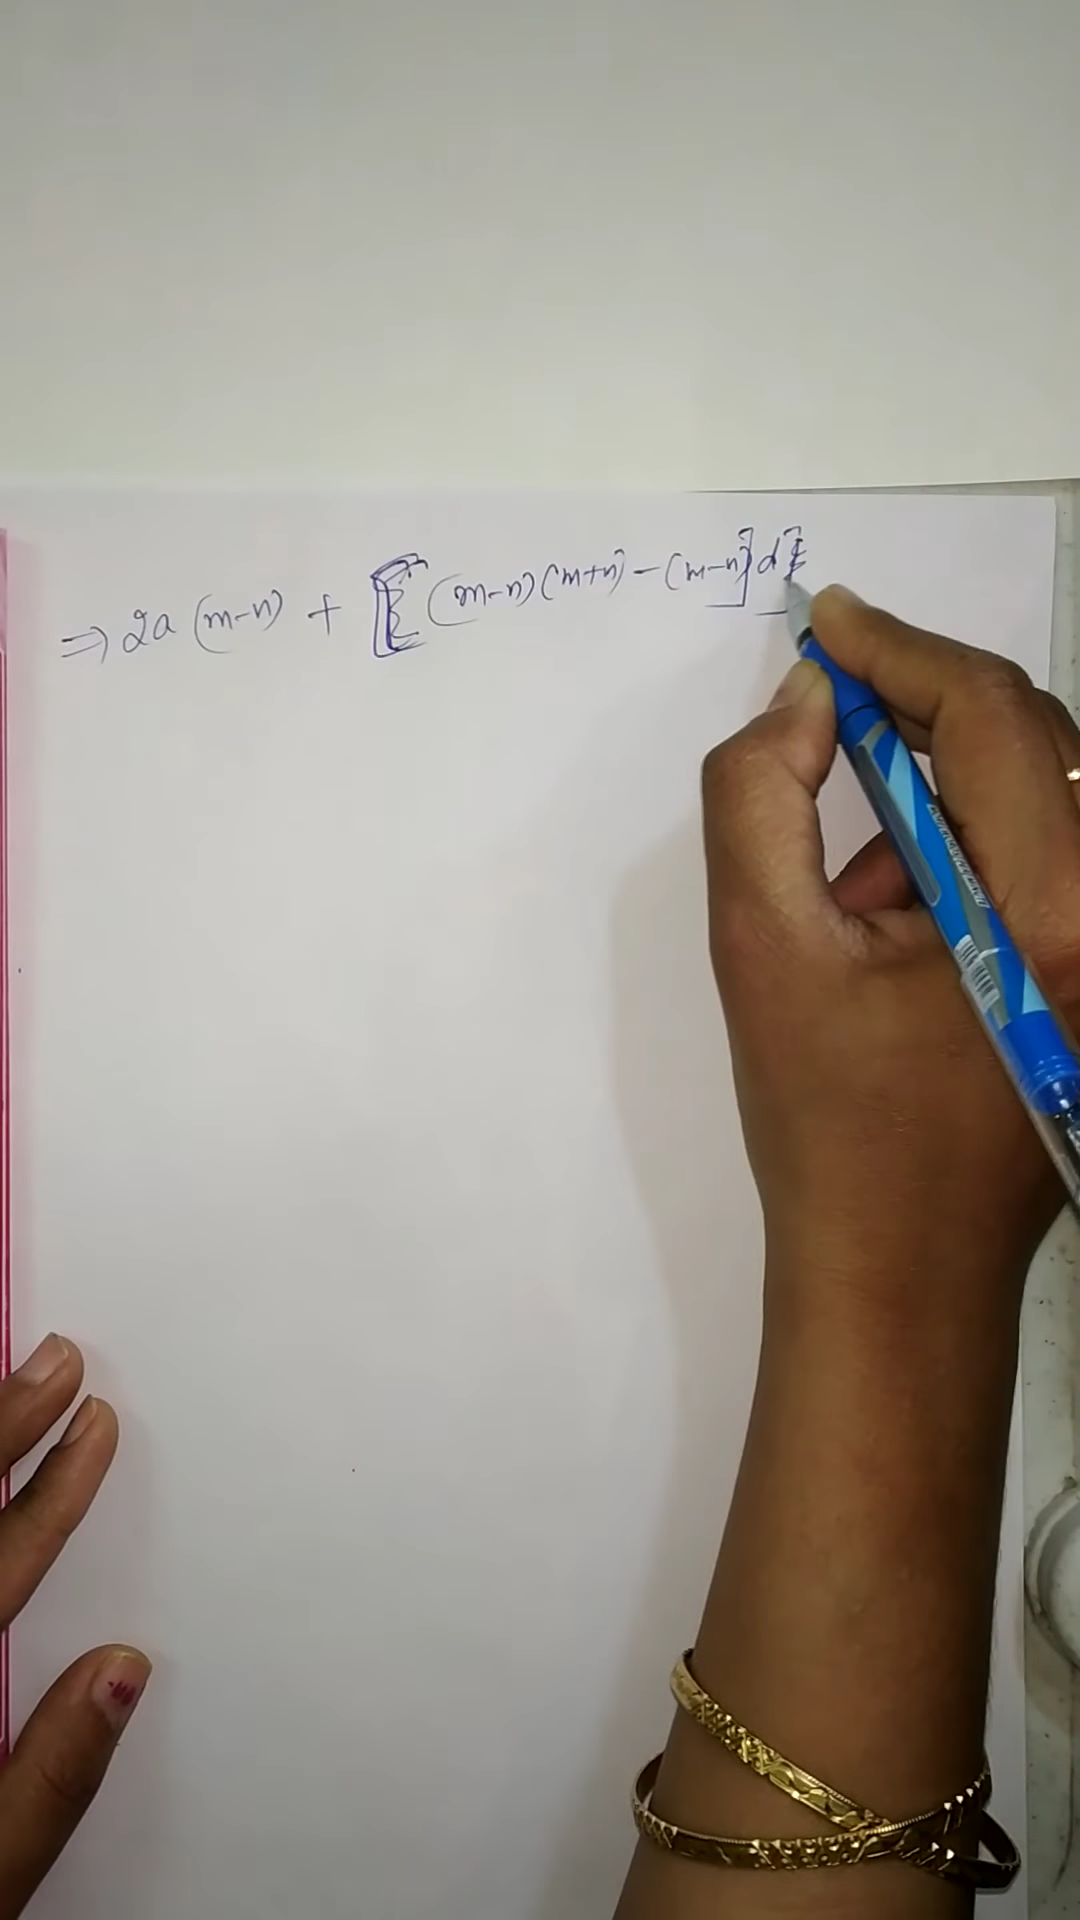 ⇒ 2a (m-n) + [{ (m-n) (m+n) - (m-n) } d]